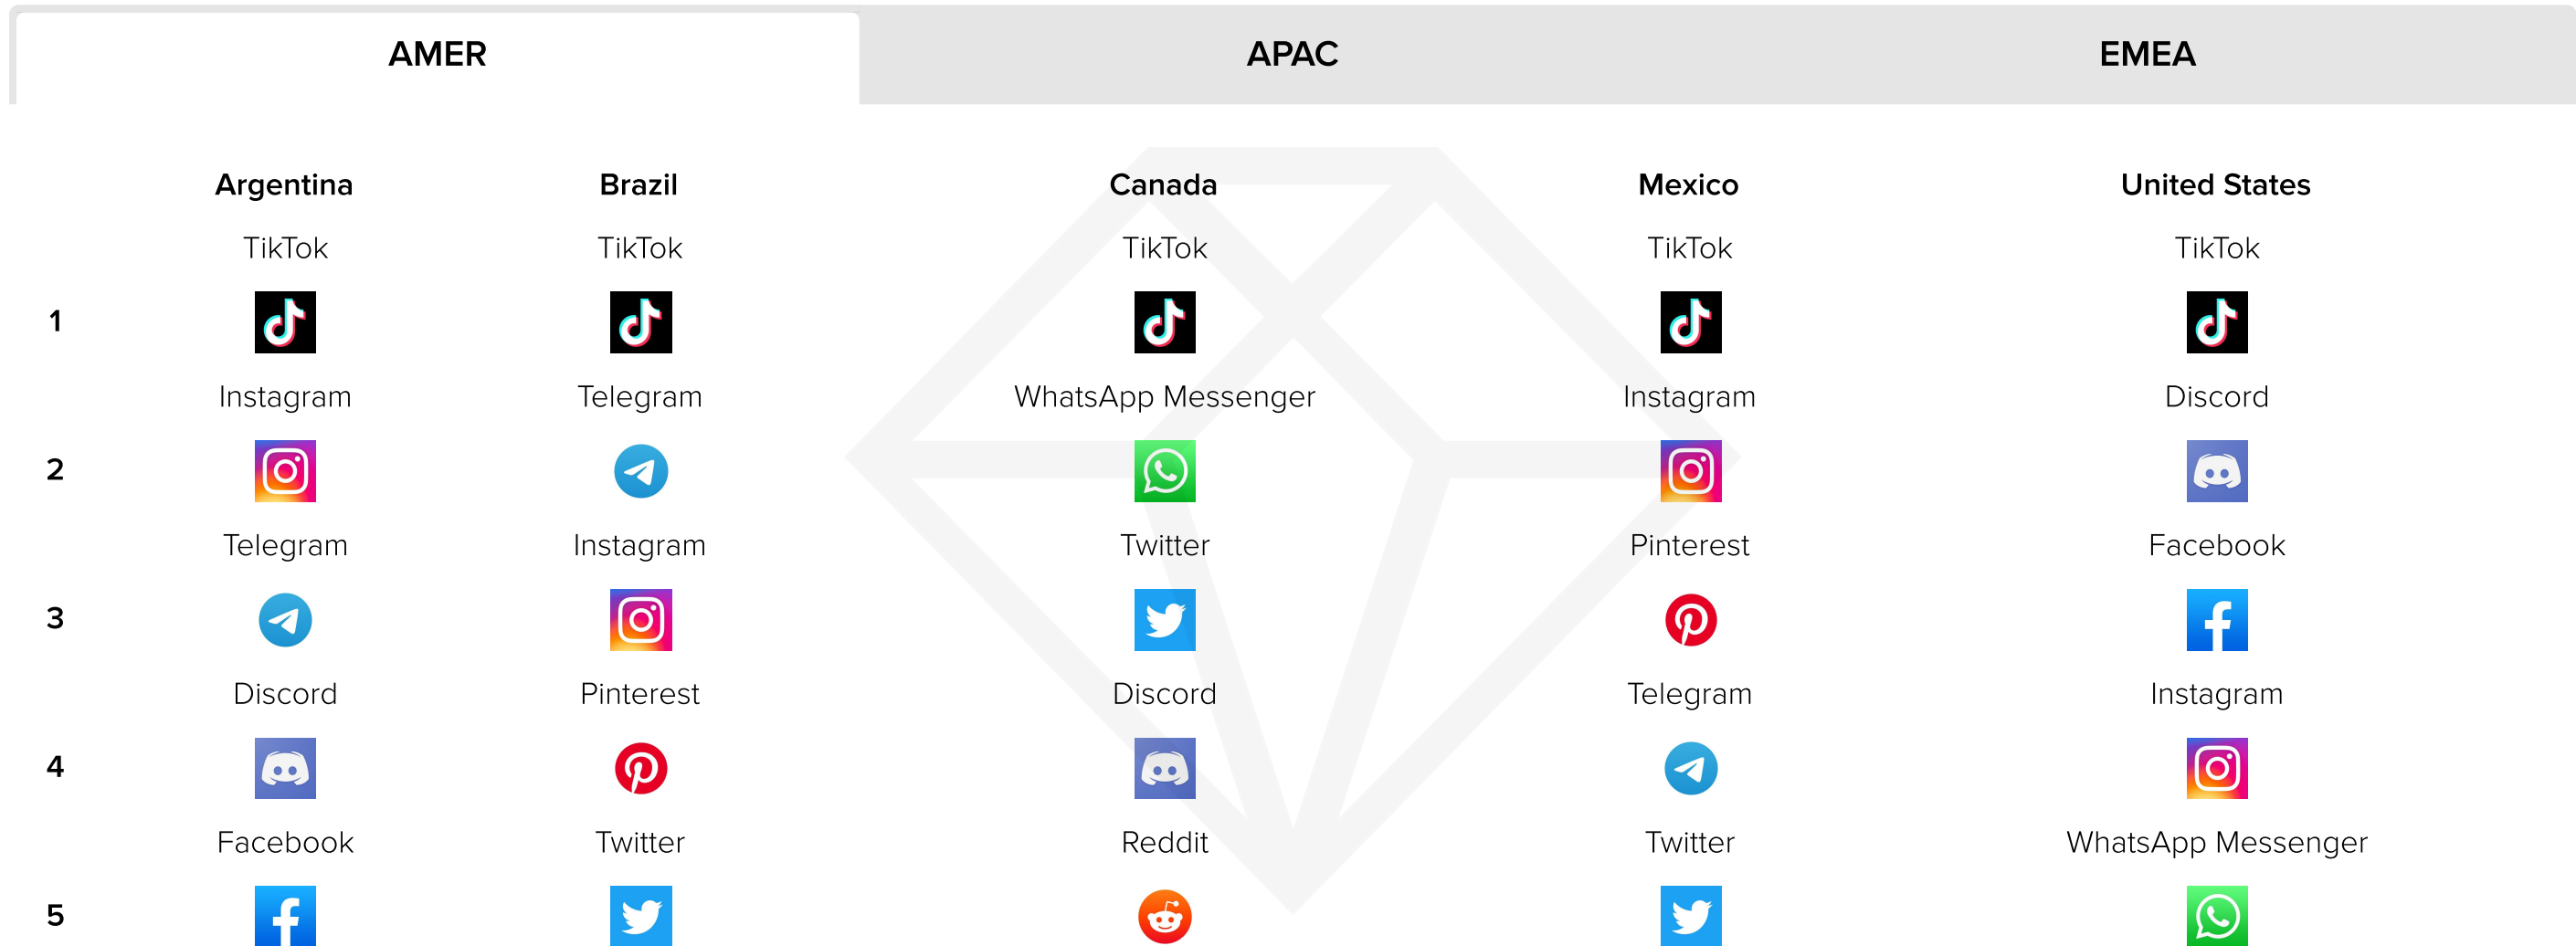 AMER APAC EMEA
Argentina Brazil Canada Mexico United States
TikTok TikTok TikTok TikTok TikTok
1
Instagram Telegram WhatsApp Messenger Instagram Discord
2
Telegram Instagram Twitter Pinterest Facebook
3
Discord Pinterest Discord Telegram Instagram
4
Facebook Twitter Reddit Twitter WhatsApp Messenger
5